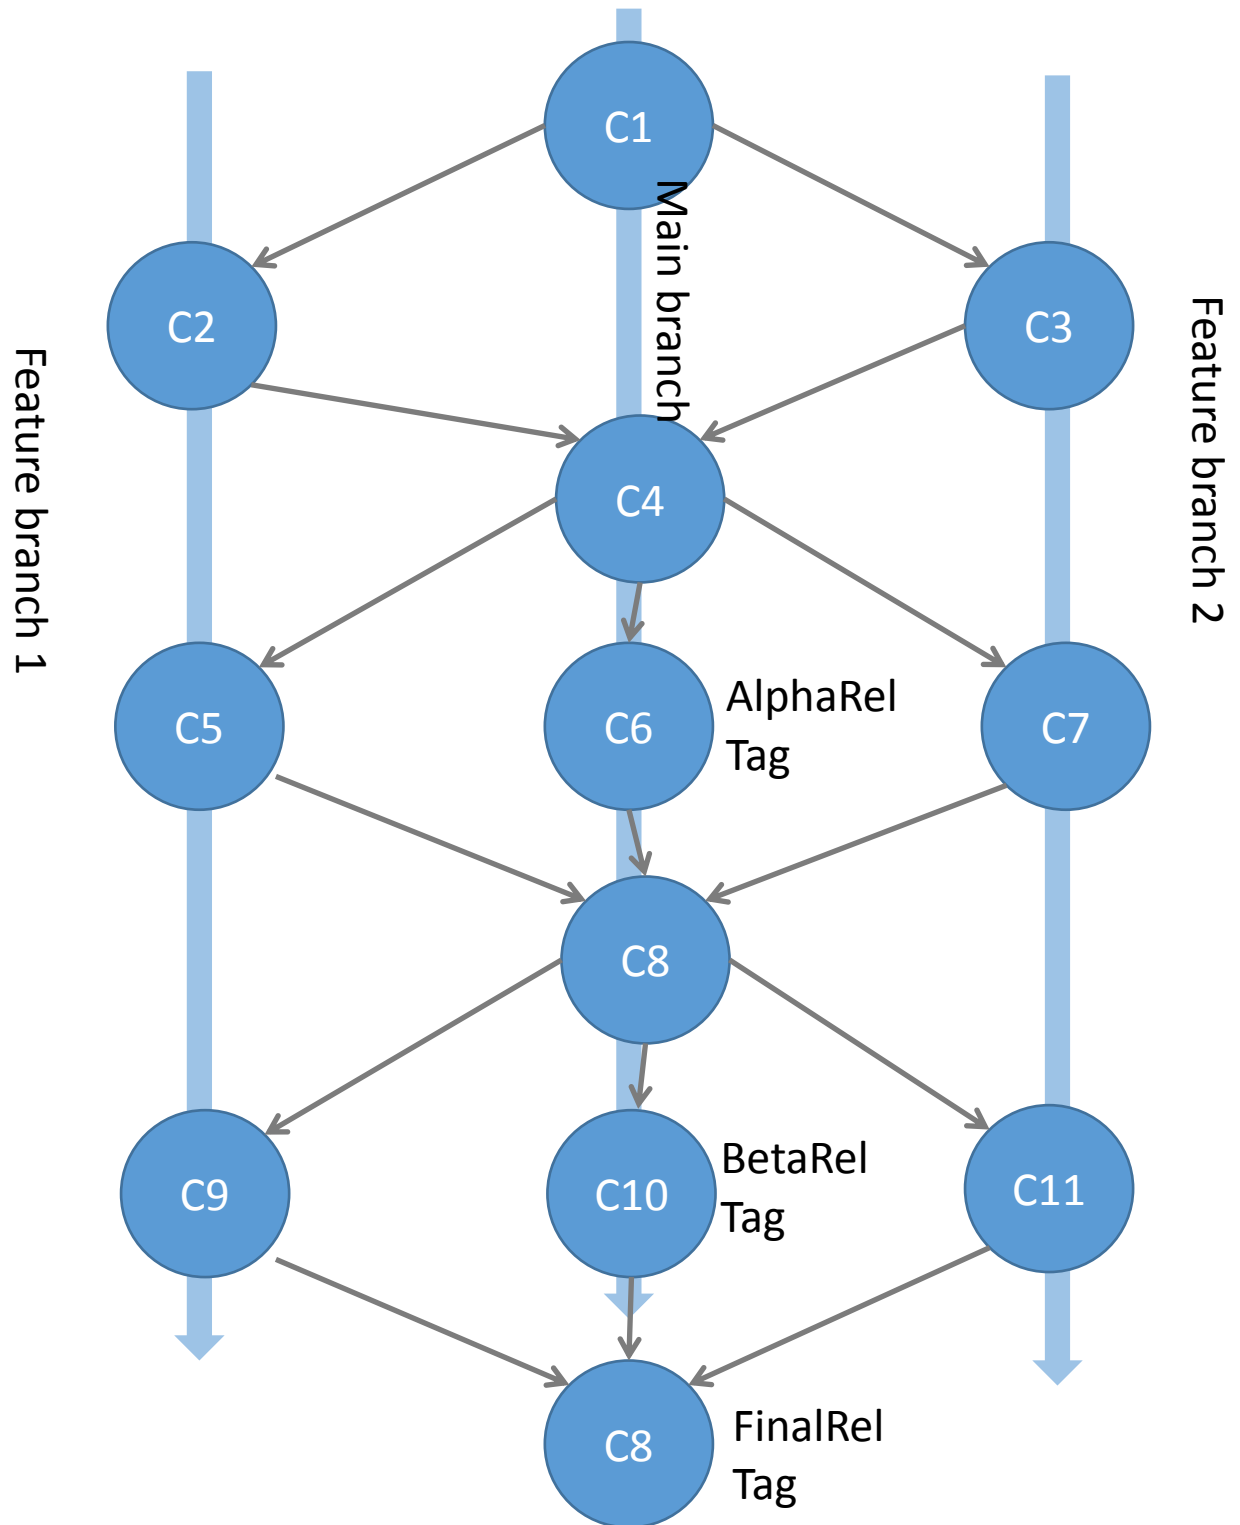 C1
Main branch
C2
C3
Feature branch 1
Feature branch 2
C4
C5
C6
AlphaRel
Tag
C7
C8
C9
C10
BetaRel
Tag
C11
C8
FinalRel
Tag